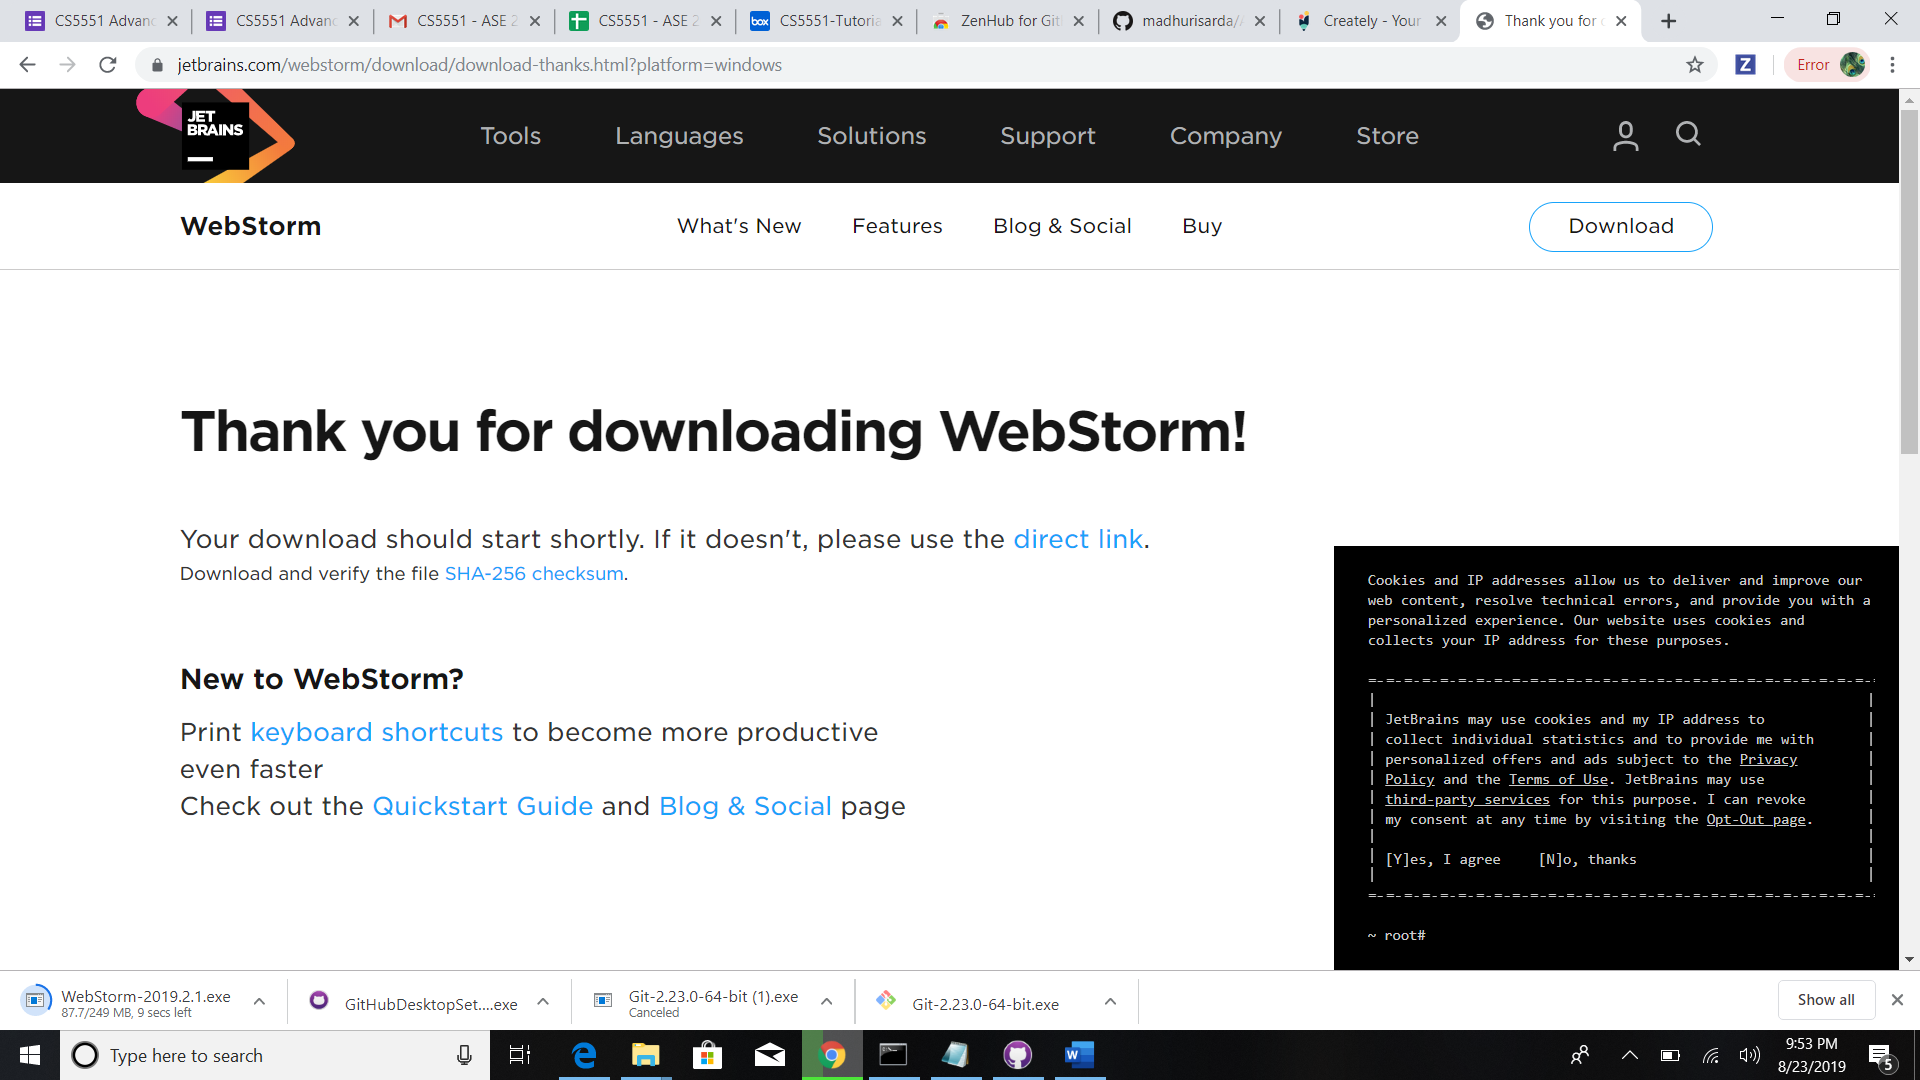 CS5551 Advanc
CS5551 Advanc
CS5551 - ASE 2
CS5551 - ASE 2
box
CS5551-Tutoria
ZenHub for Git
madhurisarda/
Creately - Your
Thank you for
jetbrains.com/webstorm/download/download-thanks.html?platform=windows
Z
Error
JET
BRAINS
Tools
Languages
Solutions
Support
Company
Store
WebStorm
What's New
Features
Blog & Social
Buy
Download
Thank you for downloading WebStorm!
Your download should start shortly. If it doesn't, please use the direct link.
Download and verify the file SHA-256 checksum.
New to WebStorm?
Print keyboard shortcuts to become more productive
even faster
Check out the Quickstart Guide and Blog & Social page
Cookies and IP addresses allow us to deliver and improve our
web content, resolve technical errors, and provide you with a
personalized experience. Our website uses cookies and
collects your IP address for these purposes.
JetBrains may use cookies and my IP address to
collect individual statistics and to provide me with
personalized offers and ads subject to the Privacy
Policy and the Terms of Use. JetBrains may use
third-party services for this purpose. I can revoke
my consent at any time by visiting the Opt-Out page.
[Y]es, I agree [N]o, thanks
~ root#
WebStorm-2019.2.1.exe
87.7/249 MB, 9 secs left
GitHubDesktopSet....exe
Git-2.23.0-64-bit (1).exe
Canceled
Git-2.23.0-64-bit.exe
Show all
Type here to search
W
9:53 PM
8/23/2019
5